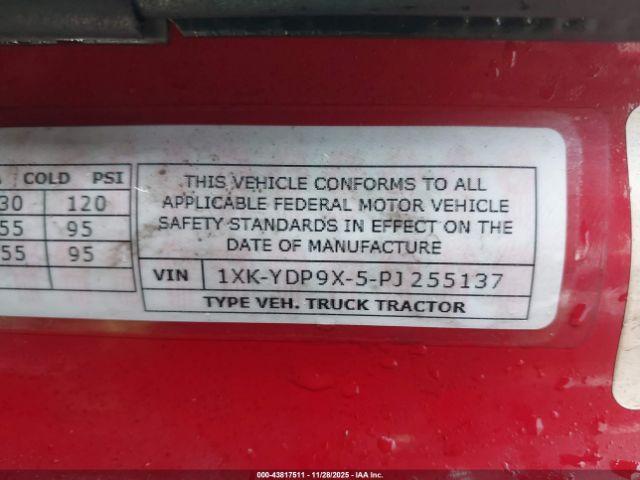 COLD PSI
30 120
55 95
55 95
THIS VEHICLE CONFORMS TO ALL
APPLICABLE FEDERAL MOTOR VEHICLE
SAFETY STANDARDS IN EFFECT ON THE
DATE OF MANUFACTURE
VIN 1XK-YDP9X-5-PJ255137
TYPE VEH. TRUCK TRACTOR
000-43817511 - 11/28/2025 - IAA Inc.